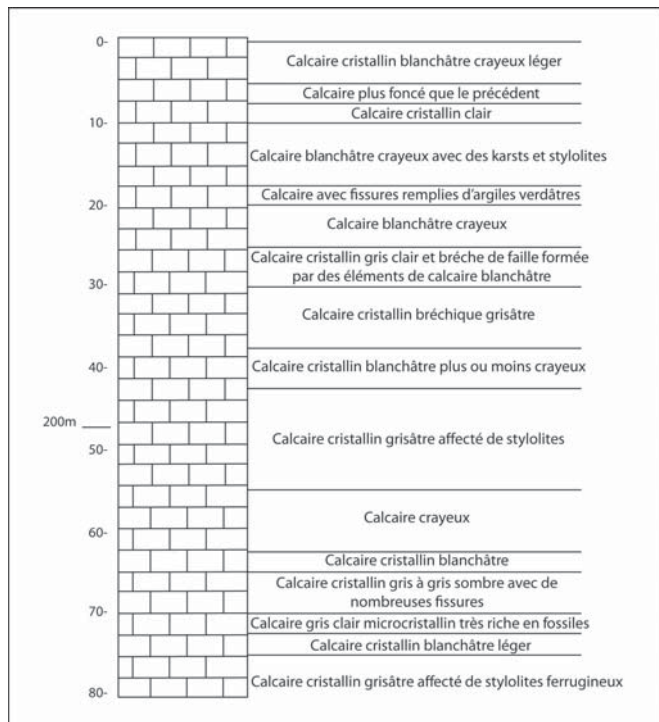 0-
Calcaire cristallin blanchâtre crayeux léger
Calcaire plus foncé que le précédent
Calcaire cristallin clair
10-
Calcaire blanchâtre crayeux avec des karsts et stylolites
Calcaire avec fissures remplies d'argiles verdâtres
20-
Calcaire blanchâtre crayeux
Calcaire cristallin gris clair et bréche de faille formée
par des éléments de calcaire blanchâtre
30-
Calcaire cristallin bréchique grisâtre
40-
Calcaire cristallin blanchâtre plus ou moins crayeux
200m
Calcaire cristallin grisâtre affecté de stylolites
50-
Calcaire crayeux
60-
Calcaire cristallin blanchâtre
Calcaire cristallin gris à gris sombre avec de
nombreuses fissures
70-
Calcaire gris clair microcristallin très riche en fossiles
Calcaire cristallin blanchâtre léger
Calcaire cristallin grisâtre affecté de stylolites ferrugineux
80-